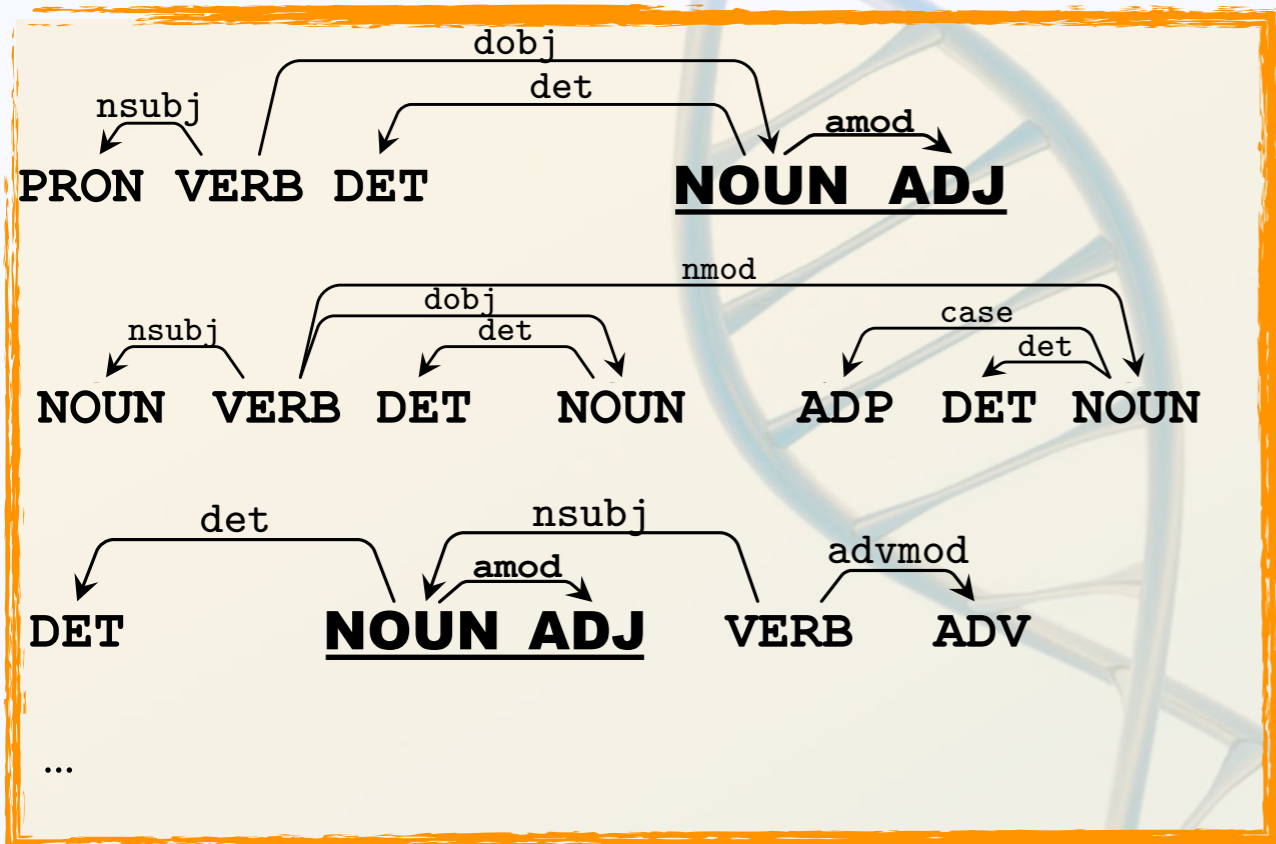 dobj
det
nsubj
amod
PRON VERB DET NOUN ADJ
nmod
dobj
case
nsubj
det
det
NOUN VERB DET NOUN ADP DET NOUN
det
nsubj
advmod
amod
DET NOUN ADJ VERB ADV
...